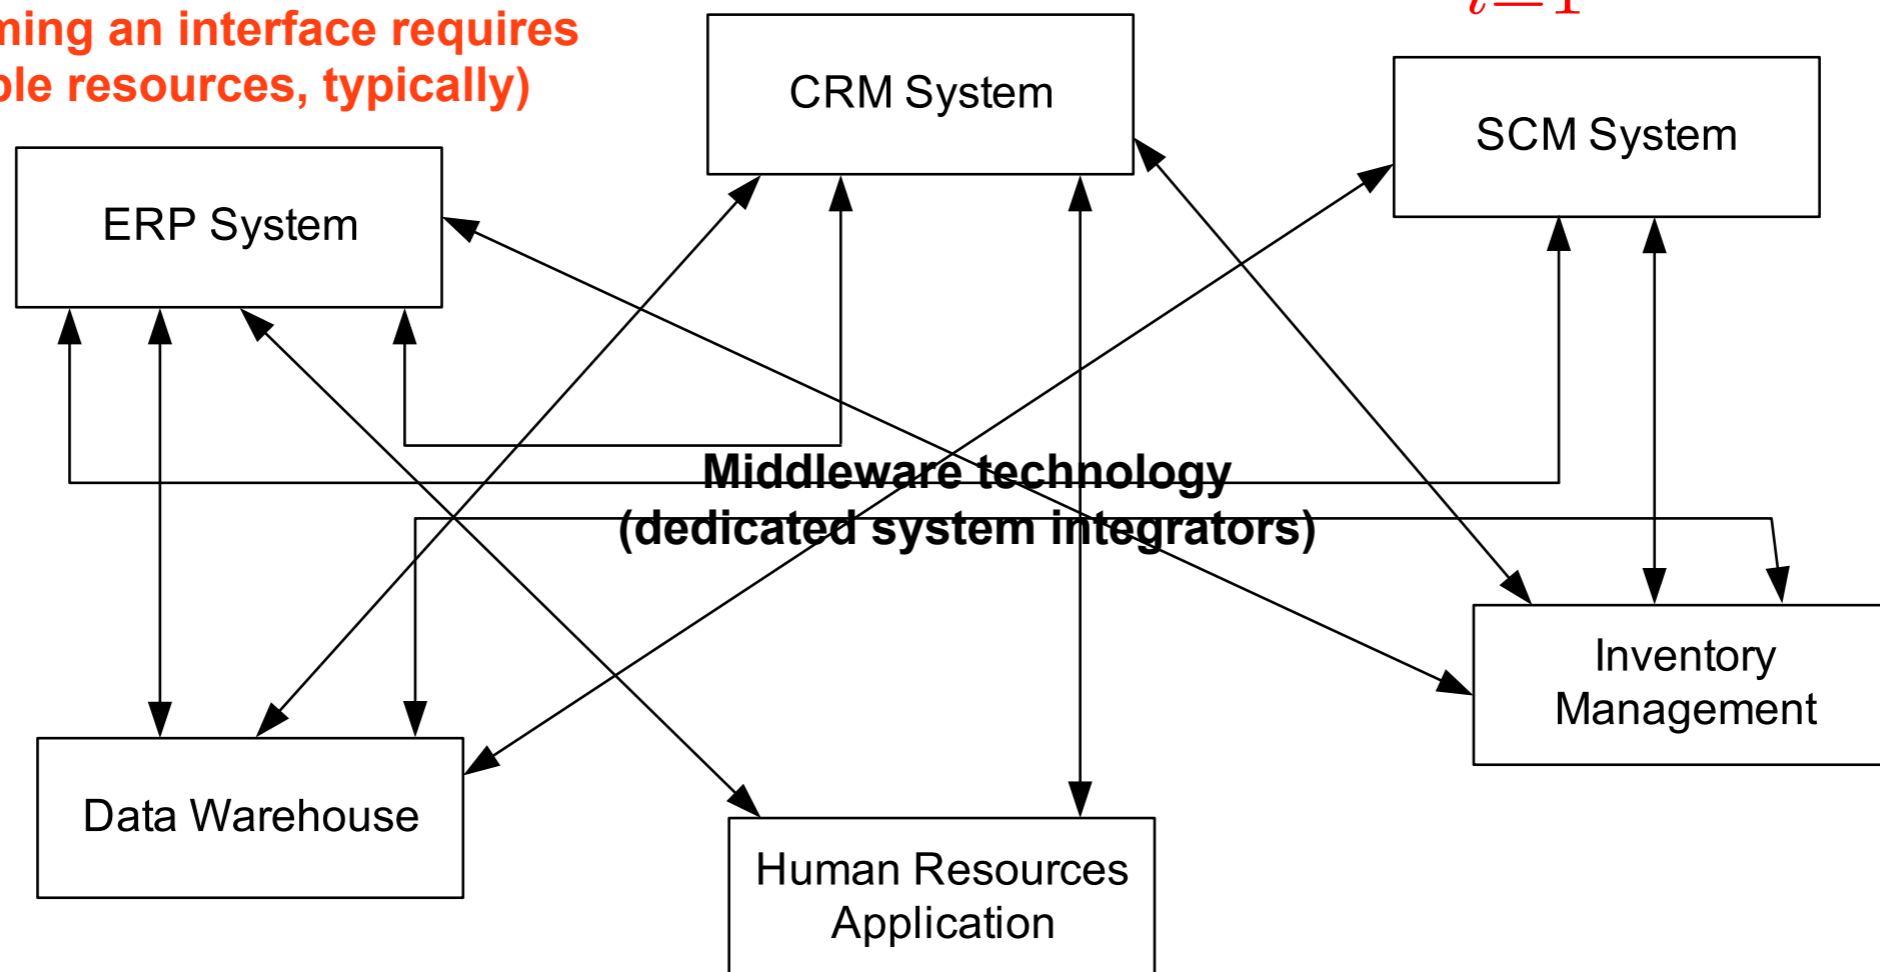 ming an interface requires
ple resources, typically)
i=1
CRM System
SCM System
ERP System
Middleware technology
(dedicated system integrators)
Inventory
Management
Data Warehouse
Human Resources
Application